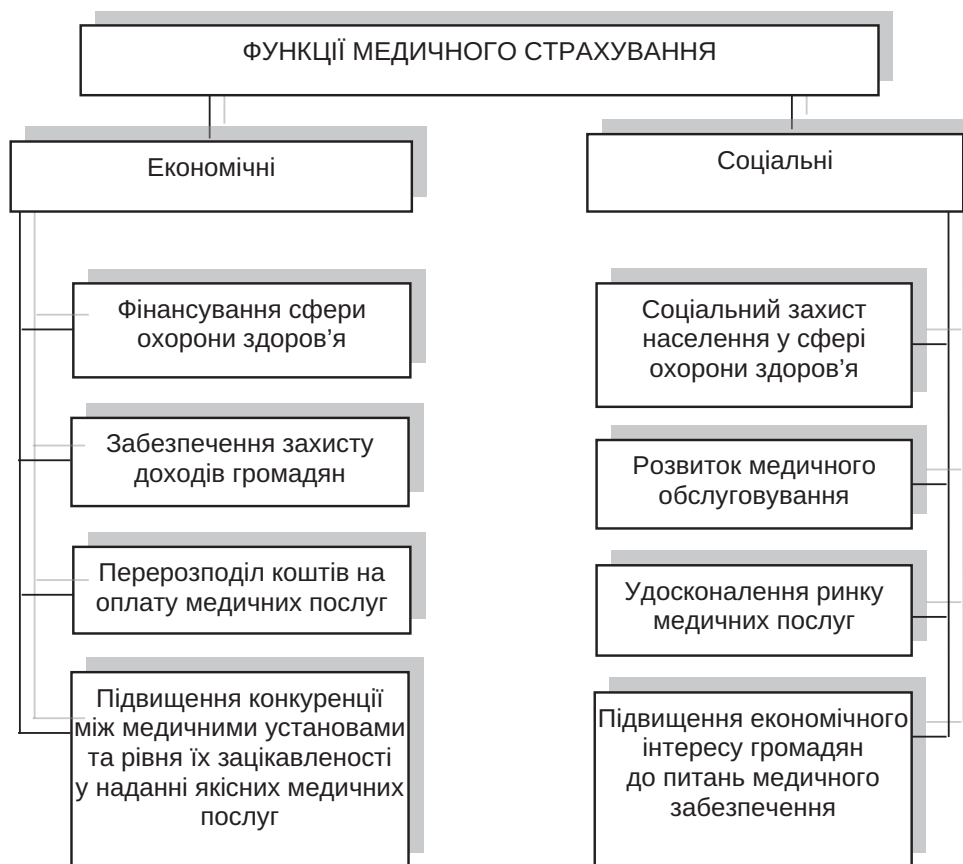 ФУНКЦІЇ МЕДИЧНОГО СТРАХУВАННЯ
Економічні
Фінансування сфери
охорони здоров’я
Забезпечення захисту
доходів громадян
Перерозподіл коштів на
оплату медичних послуг
Підвищення конкуренції
між медичними установами
та рівня їх зацікавленості
у наданні якісних медичних
послуг
Соціальні
Соціальний захист
населення у сфері
охорони здоров’я
Розвиток медичного
обслуговування
Удосконалення ринку
медичних послуг
Підвищення економічного
інтересу громадян
до питань медичного
забезпечення